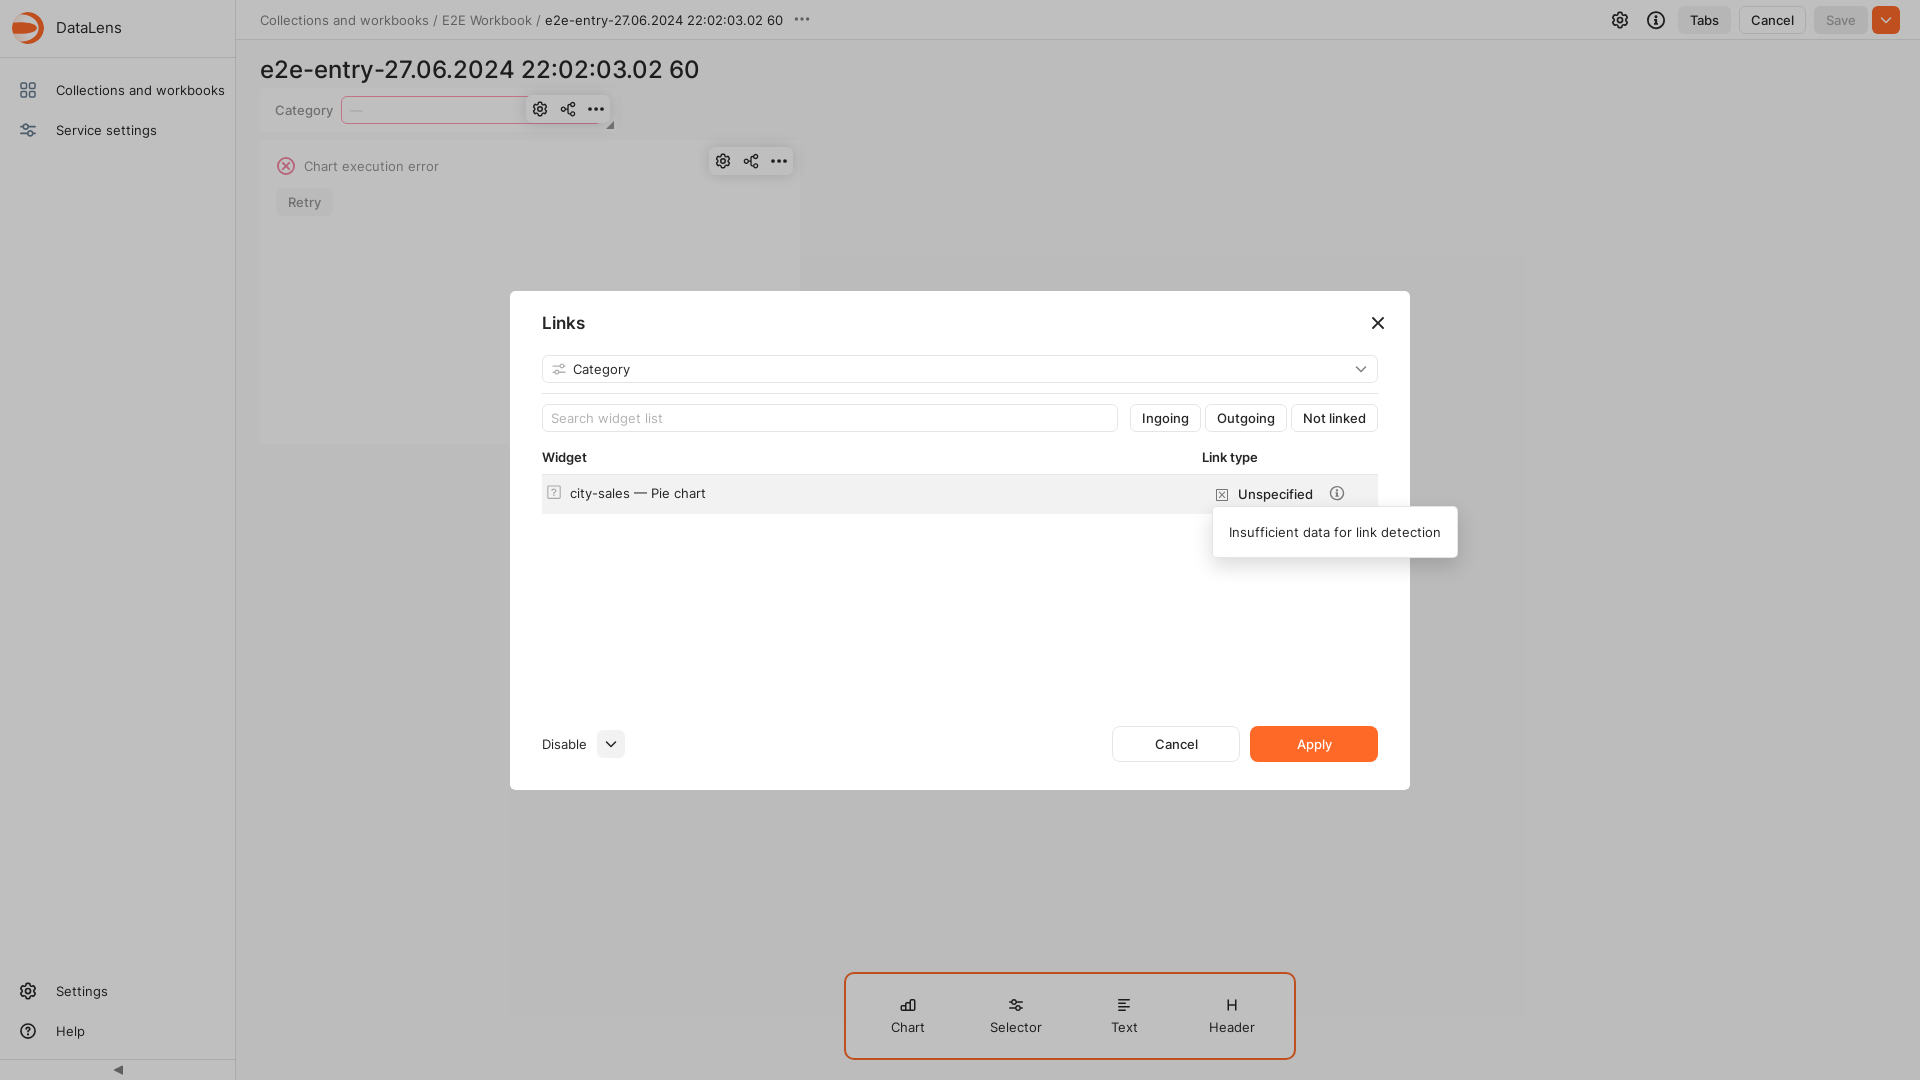 DataLens
Collections and workbooks / E2E Workbook / e2e-entry-27.06.2024 22:02:03.02 60
Tabs
Cancel
Save
Collections and workbooks
Service settings
e2e-entry-27.06.2024 22:02:03.02 60
Category
—
Chart execution error
Retry
Links
Category
Search widget list
Ingoing
Outgoing
Not linked
Widget
Link type
city-sales — Pie chart
Unspecified
Insufficient data for link detection
Disable
Cancel
Apply
Settings
Help
Chart
Selector
Text
Header